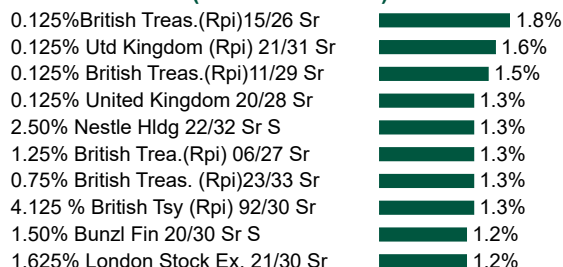 0.125%British Treas.(Rpi)15/26 Sr 1.8%
0.125% Utd Kingdom (Rpi) 21/31 Sr 1.6%
0.125% British Treas.(Rpi)11/29 Sr 1.5%
0.125% United Kingdom 20/28 Sr 1.3%
2.50% Nestle Hldg 22/32 Sr S 1.3%
1.25% British Trea.(Rpi) 06/27 Sr 1.3%
0.75% British Treas. (Rpi)23/33 Sr 1.3%
4.125 % British Tsy (Rpi) 92/30 Sr 1.3%
1.50% Bunzl Fin 20/30 Sr S 1.2%
1.625% London Stock Ex. 21/30 Sr 1.2%